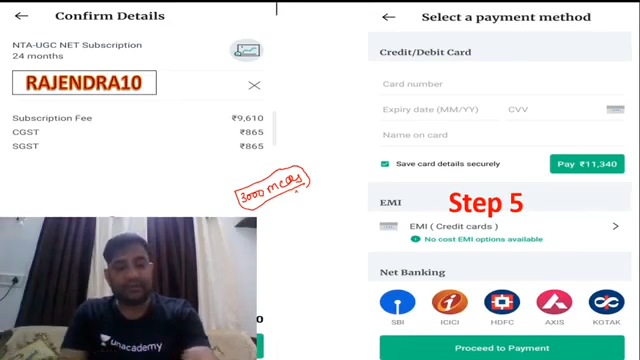 Confirm Details
NTA-UGC NET Subscription
24 months
RAJENDRA10
Subscription Fee ₹9,610
CGST ₹865
SGST ₹865
3000 MCQs
unacademy
Select a payment method
Credit/Debit Card
Card number
Expiry date (MM/YY) CVV
Name on card
Save card details securely Pay ₹11,340
EMI
Step 5
EMI ( Credit cards )
No cost EMI options available
Net Banking
SBI ICICI HDFC AXIS KOTAK
Proceed to Payment